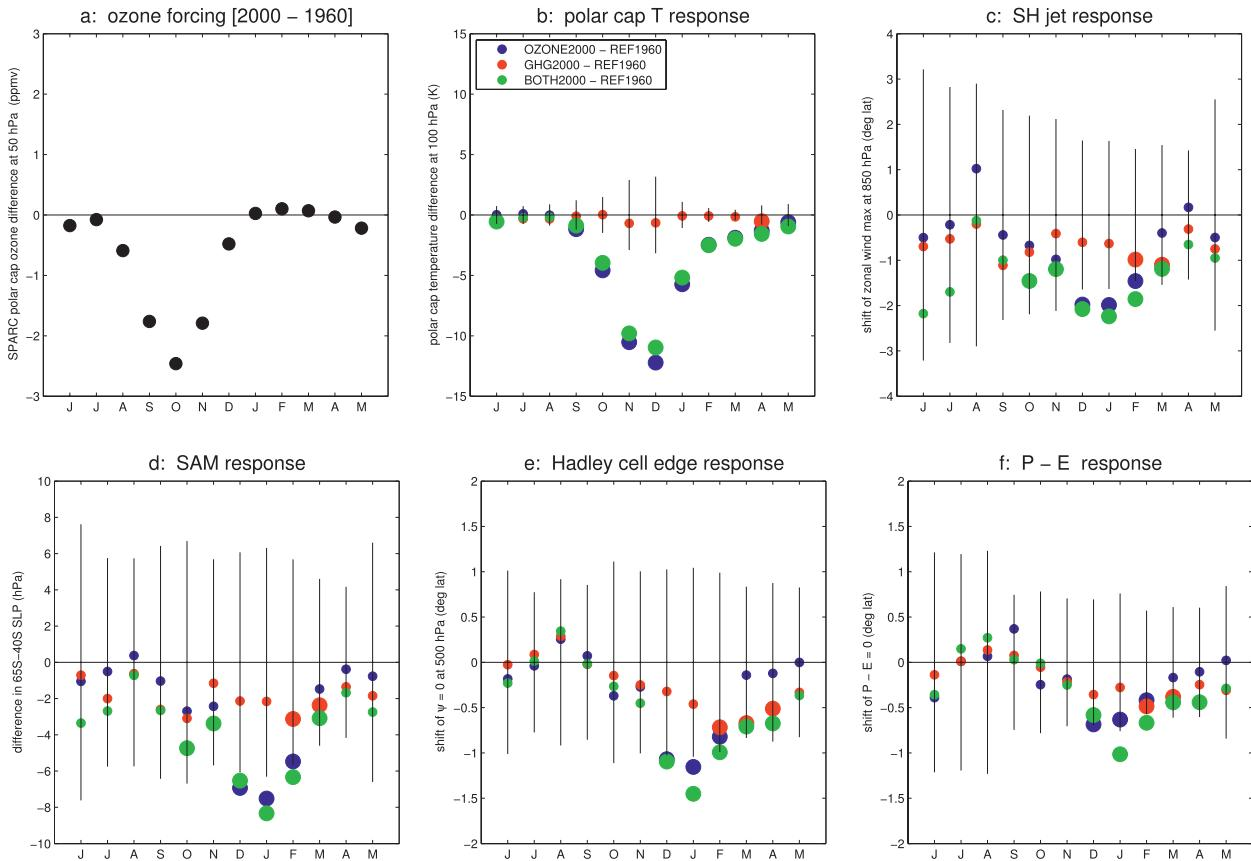 a: ozone forcing [2000 − 1960]
SPARC polar cap ozone difference at 50 hPa (ppmv)
3
2
1
0
−1
−2
−3
J J A S O N D J F M A M
b: polar cap T response
polar cap temperature difference at 100 hPa (K)
15
10
5
0
−5
−10
−15
OZONE2000 − REF1960
GHG2000 − REF1960
BOTH2000 − REF1960
J J A S O N D J F M A M
c: SH jet response
shift of zonal wind max at 850 hPa (deg lat)
4
3
2
1
0
−1
−2
−3
−4
J J A S O N D J F M A M
d: SAM response
difference in 65S−40S SLP (hPa)
10
8
6
4
2
0
−2
−4
−6
−8
−10
J J A S O N D J F M A M
e: Hadley cell edge response
shift of ψ = 0 at 500 hPa (deg lat)
2
1.5
1
0.5
0
−0.5
−1
−1.5
−2
J J A S O N D J F M A M
f: P − E response
shift of P − E = 0 (deg lat)
2
1.5
1
0.5
0
−0.5
−1
−1.5
−2
J J A S O N D J F M A M